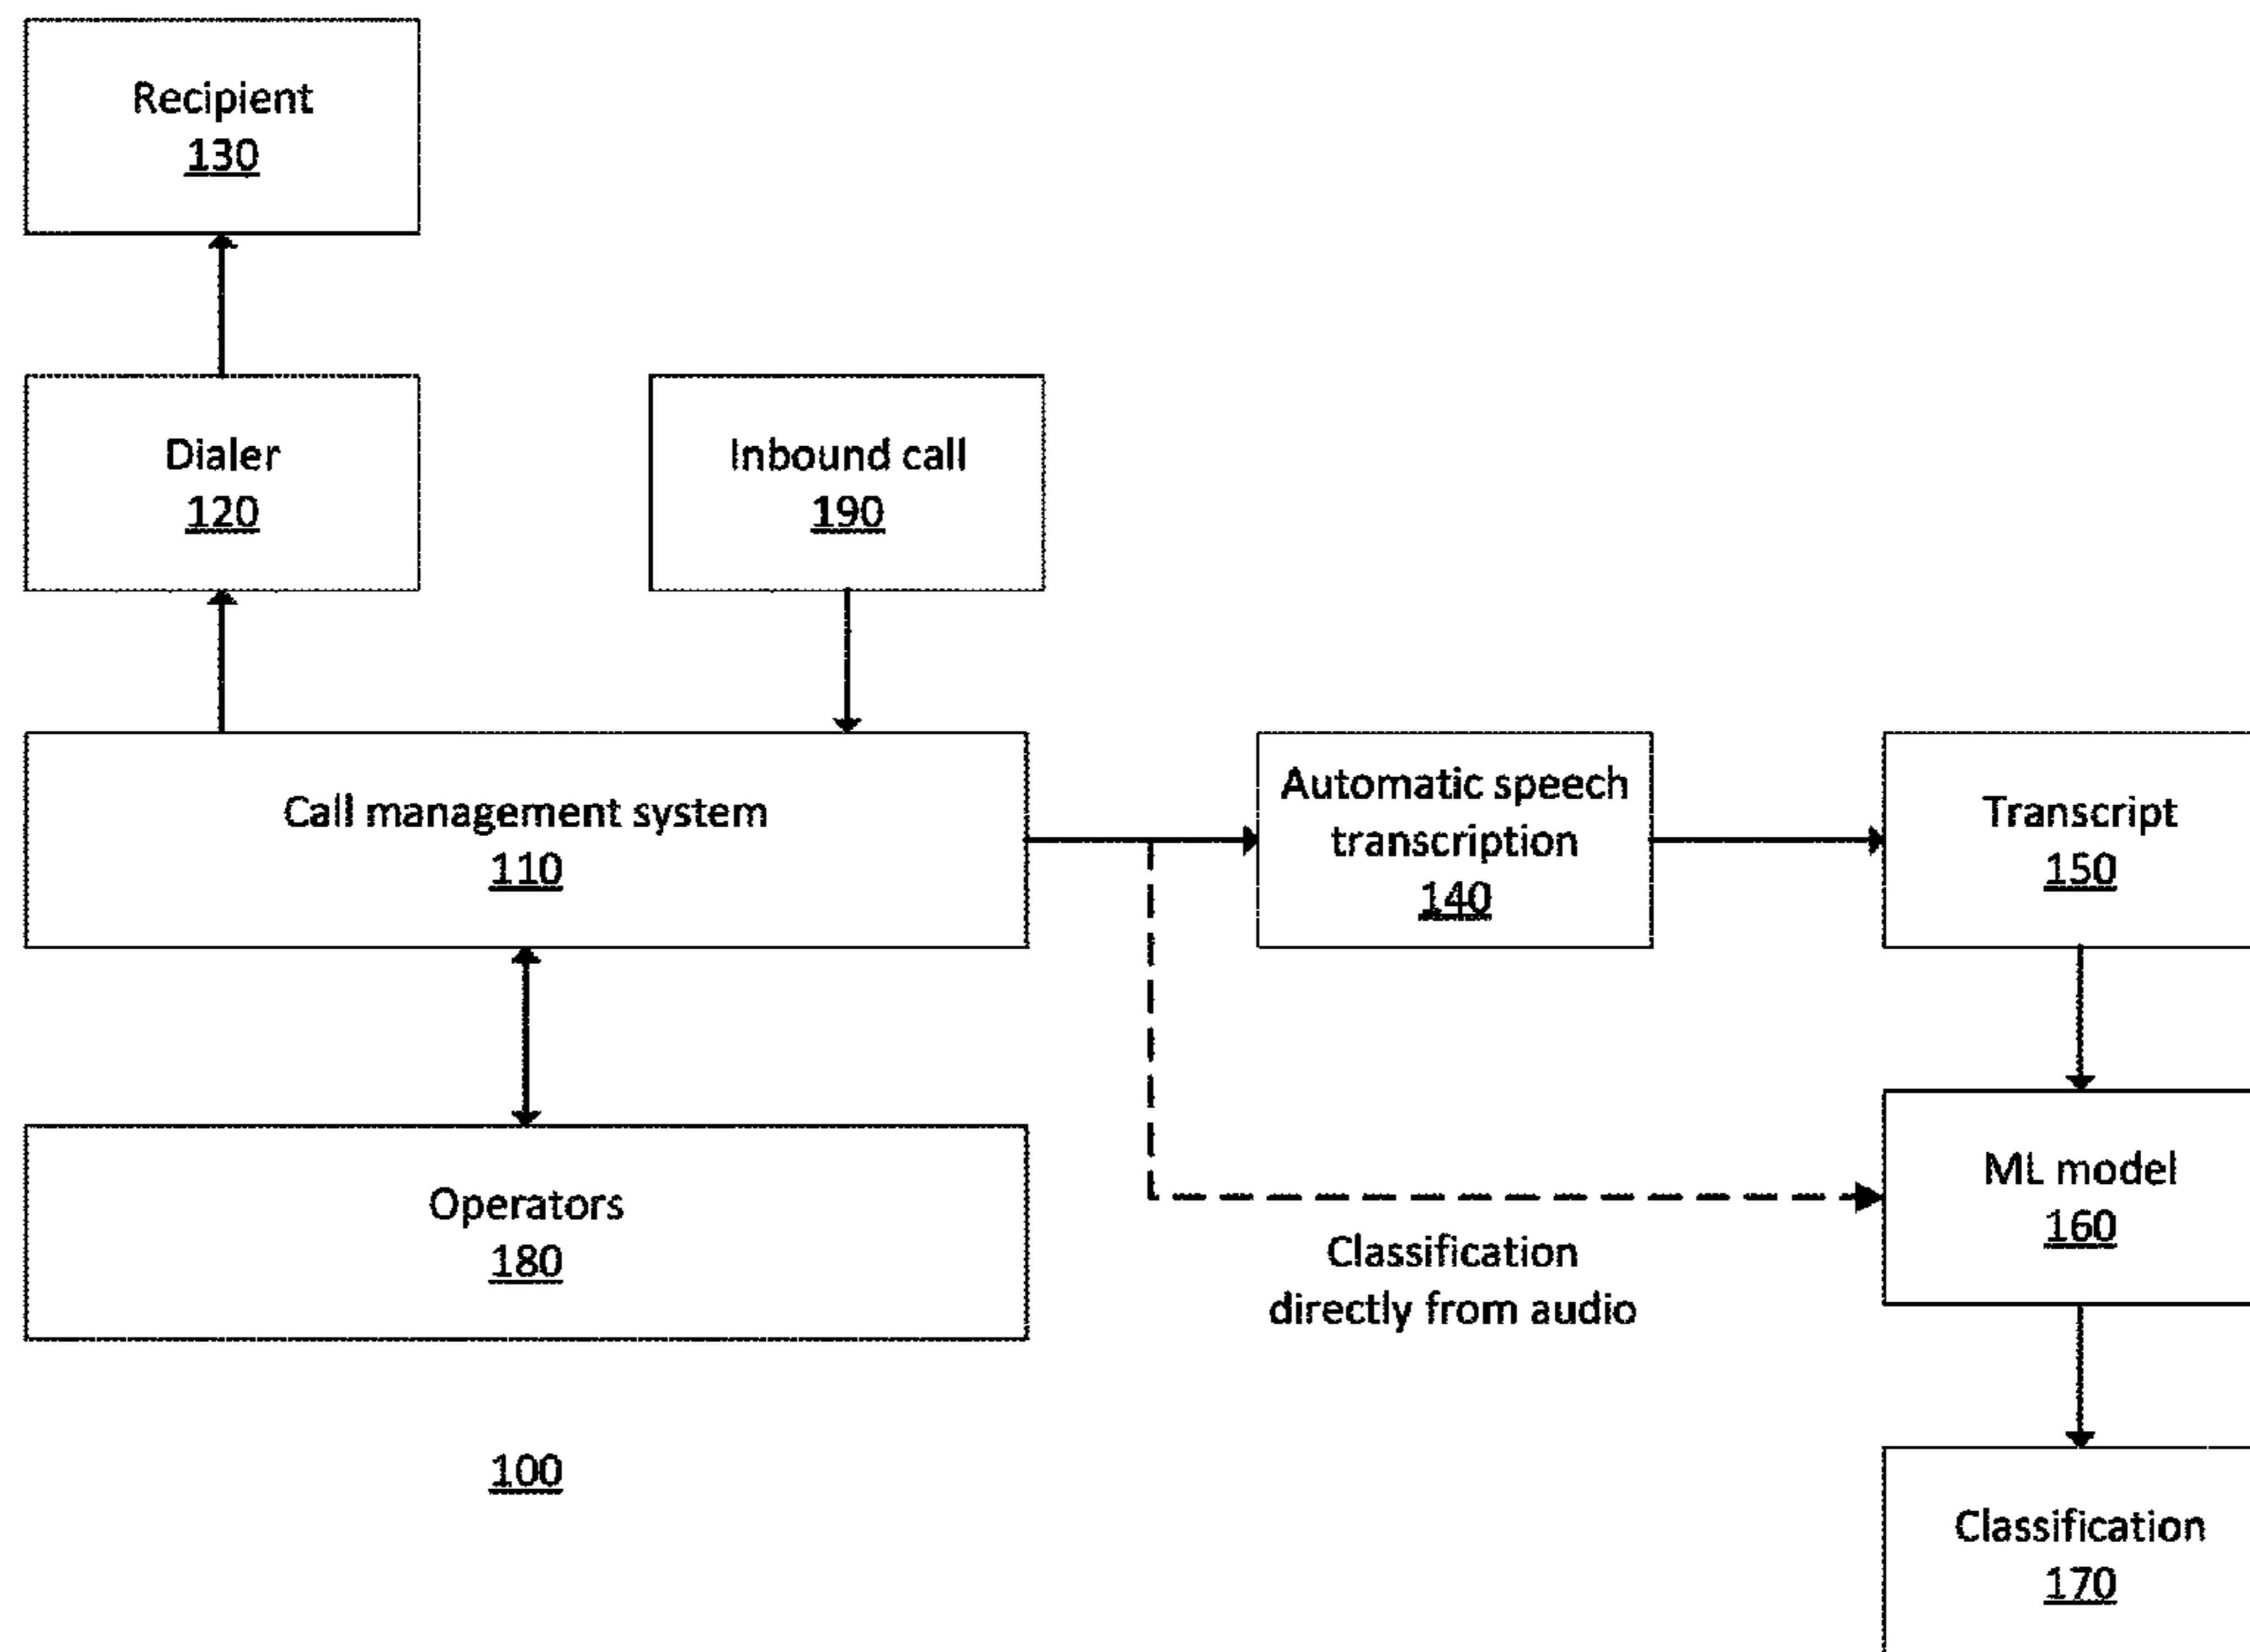 Recipient
130
Dialer
120
Inbound call
190
Call management system
110
Automatic speech
transcription
140
Transcript
150
Operators
180
ML model
160
Classification
directly from audio
100
Classification
170